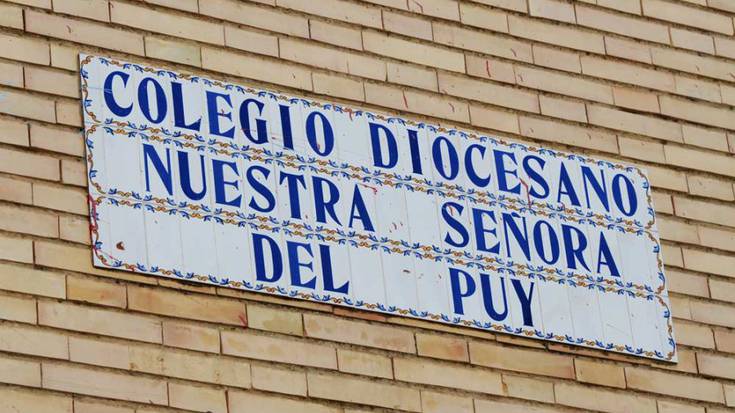 COLEGIO DIOCESANO
NUESTRA SEÑORA
DEL PUY